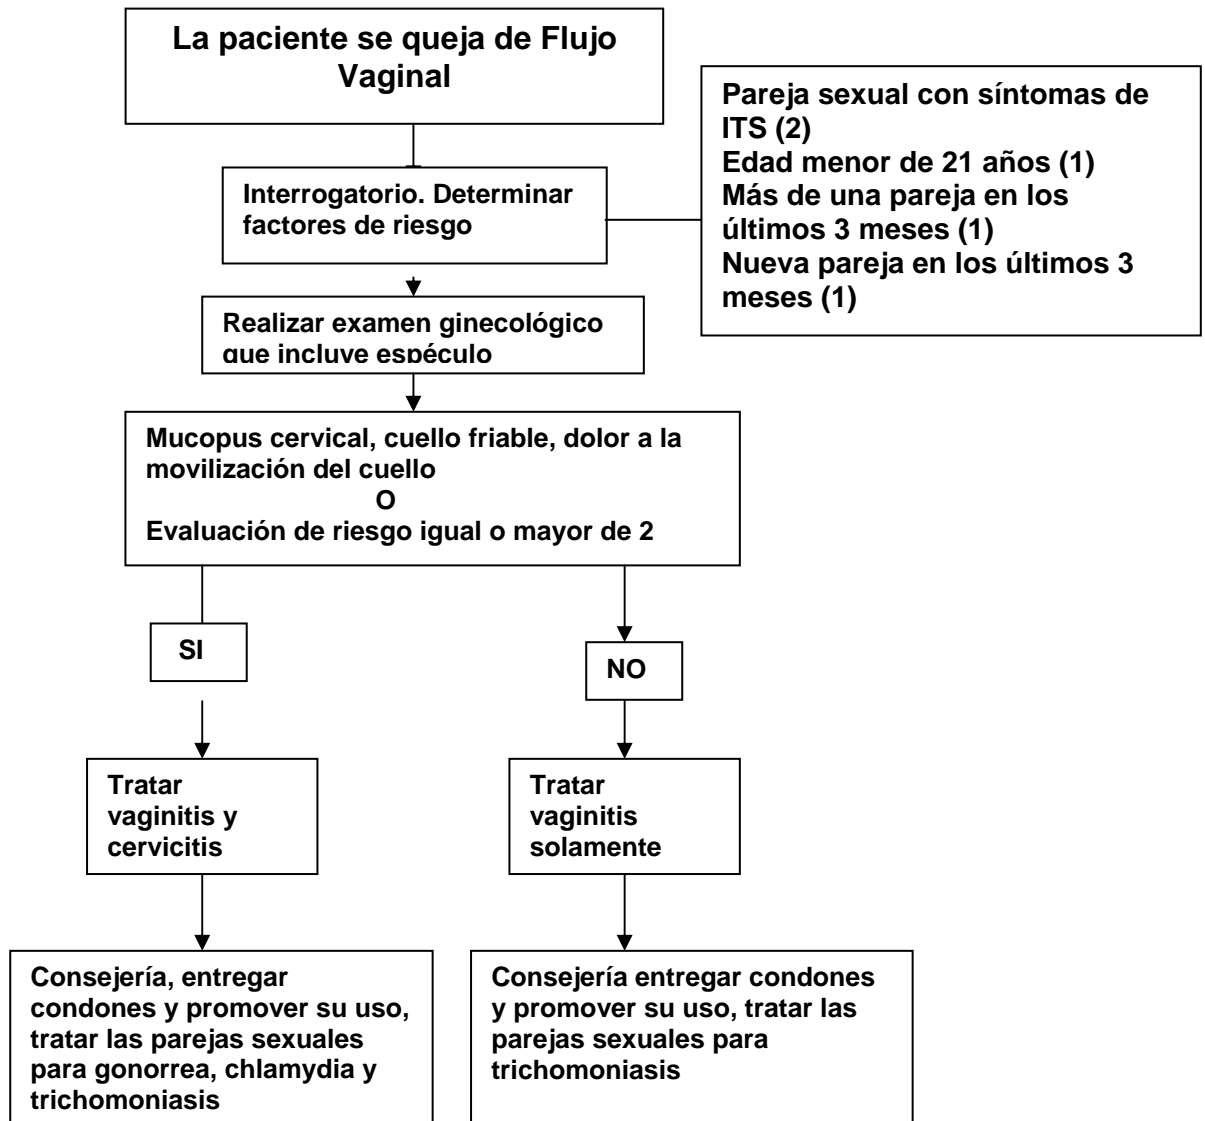 La paciente se queja de Flujo
Vaginal
Pareja sexual con síntomas de
ITS (2)
Edad menor de 21 años (1)
Más de una pareja en los
últimos 3 meses (1)
Nueva pareja en los últimos 3
meses (1)
Interrogatorio. Determinar
factores de riesgo
Realizar examen ginecológico
que incluye espéculo
Mucopus cervical, cuello friable, dolor a la
movilización del cuello
O
Evaluación de riesgo igual o mayor de 2
SI
NO
Tratar
vaginitis y
cervicitis
Tratar
vaginitis
solamente
Consejería, entregar
condones y promover su uso,
tratar las parejas sexuales
para gonorrea, chlamydia y
trichomoniasis
Consejería entregar condones
y promover su uso, tratar las
parejas sexuales para
trichomoniasis